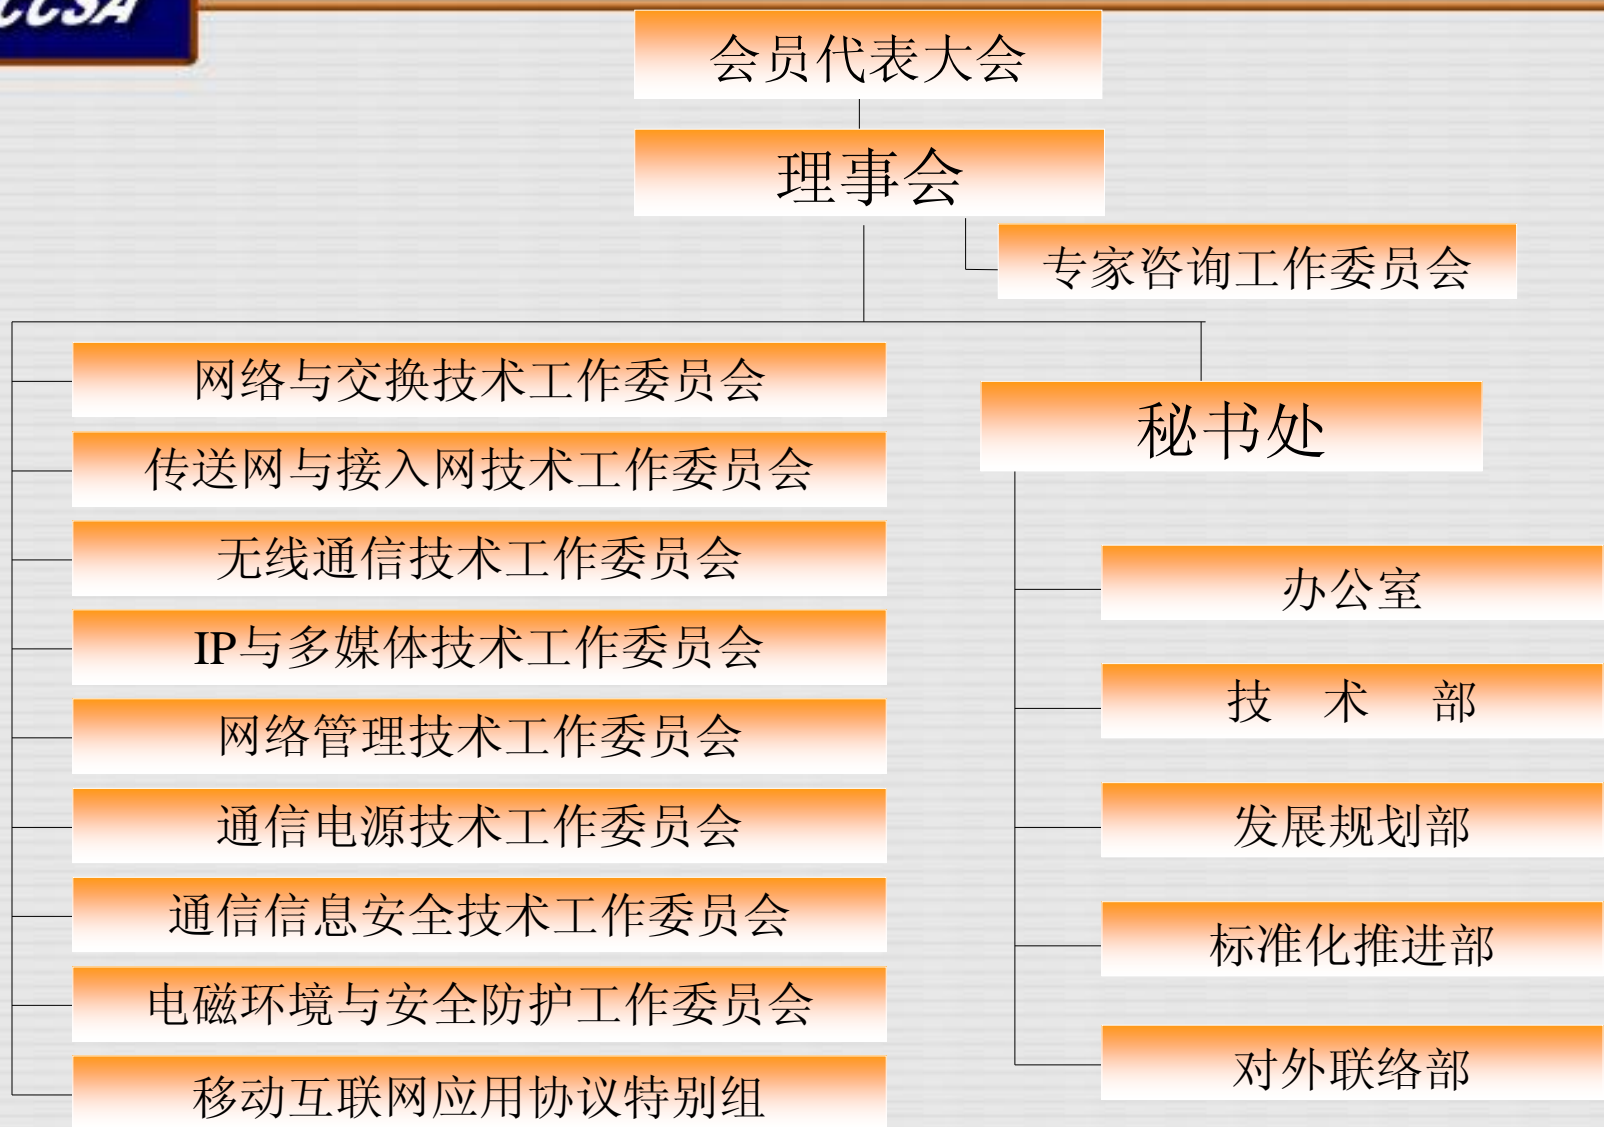 CCSA
会员代表大会
理事会
专家咨询工作委员会
网络与交换技术工作委员会
传送网与接入网技术工作委员会
无线通信技术工作委员会
IP与多媒体技术工作委员会
网络管理技术工作委员会
通信电源技术工作委员会
通信信息安全技术工作委员会
电磁环境与安全防护工作委员会
移动互联网应用协议特别组
秘书处
办公室
技 术 部
发展规划部
标准化推进部
对外联络部